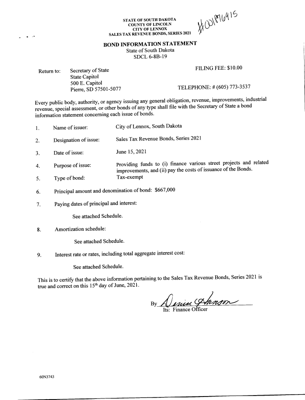 STATE OF SOUTH DAKOTA
COUNTY OF LINCOLN
CITY OF LENNOX
SALES TAX REVENUE BONDS, SERIES 2021
BOND INFORMATION STATEMENT
State of South Dakota
SDCL 6-8B-19
Return to: Secretary of State FILING FEE: $10.00
State Capitol
500 E. Capitol
Pierre, SD 57501-5077 TELEPHONE: # (605) 773-3537
Every public body, authority, or agency issuing any general obligation, revenue, improvements, industrial
revenue, special assessment, or other bonds of any type shall file with the Secretary of State a bond
information statement concerning each issue of bonds.
1. Name of issuer: City of Lennox, South Dakota
2. Designation of issue: Sales Tax Revenue Bonds, Series 2021
3. Date of issue: June 15, 2021
4. Purpose of issue: Providing funds to (i) finance various street projects and related
improvements, and (ii) pay the costs of issuance of the Bonds.
5. Type of bond: Tax-exempt
6. Principal amount and denomination of bond: $667,000
7. Paying dates of principal and interest:
See attached Schedule.
8. Amortization schedule:
See attached Schedule.
9. Interest rate or rates, including total aggregate interest cost:
See attached Schedule.
This is to certify that the above information pertaining to the Sales Tax Revenue Bonds, Series 2021 is
true and correct on this 15th day of June, 2021.
By
Its: Finance Officer